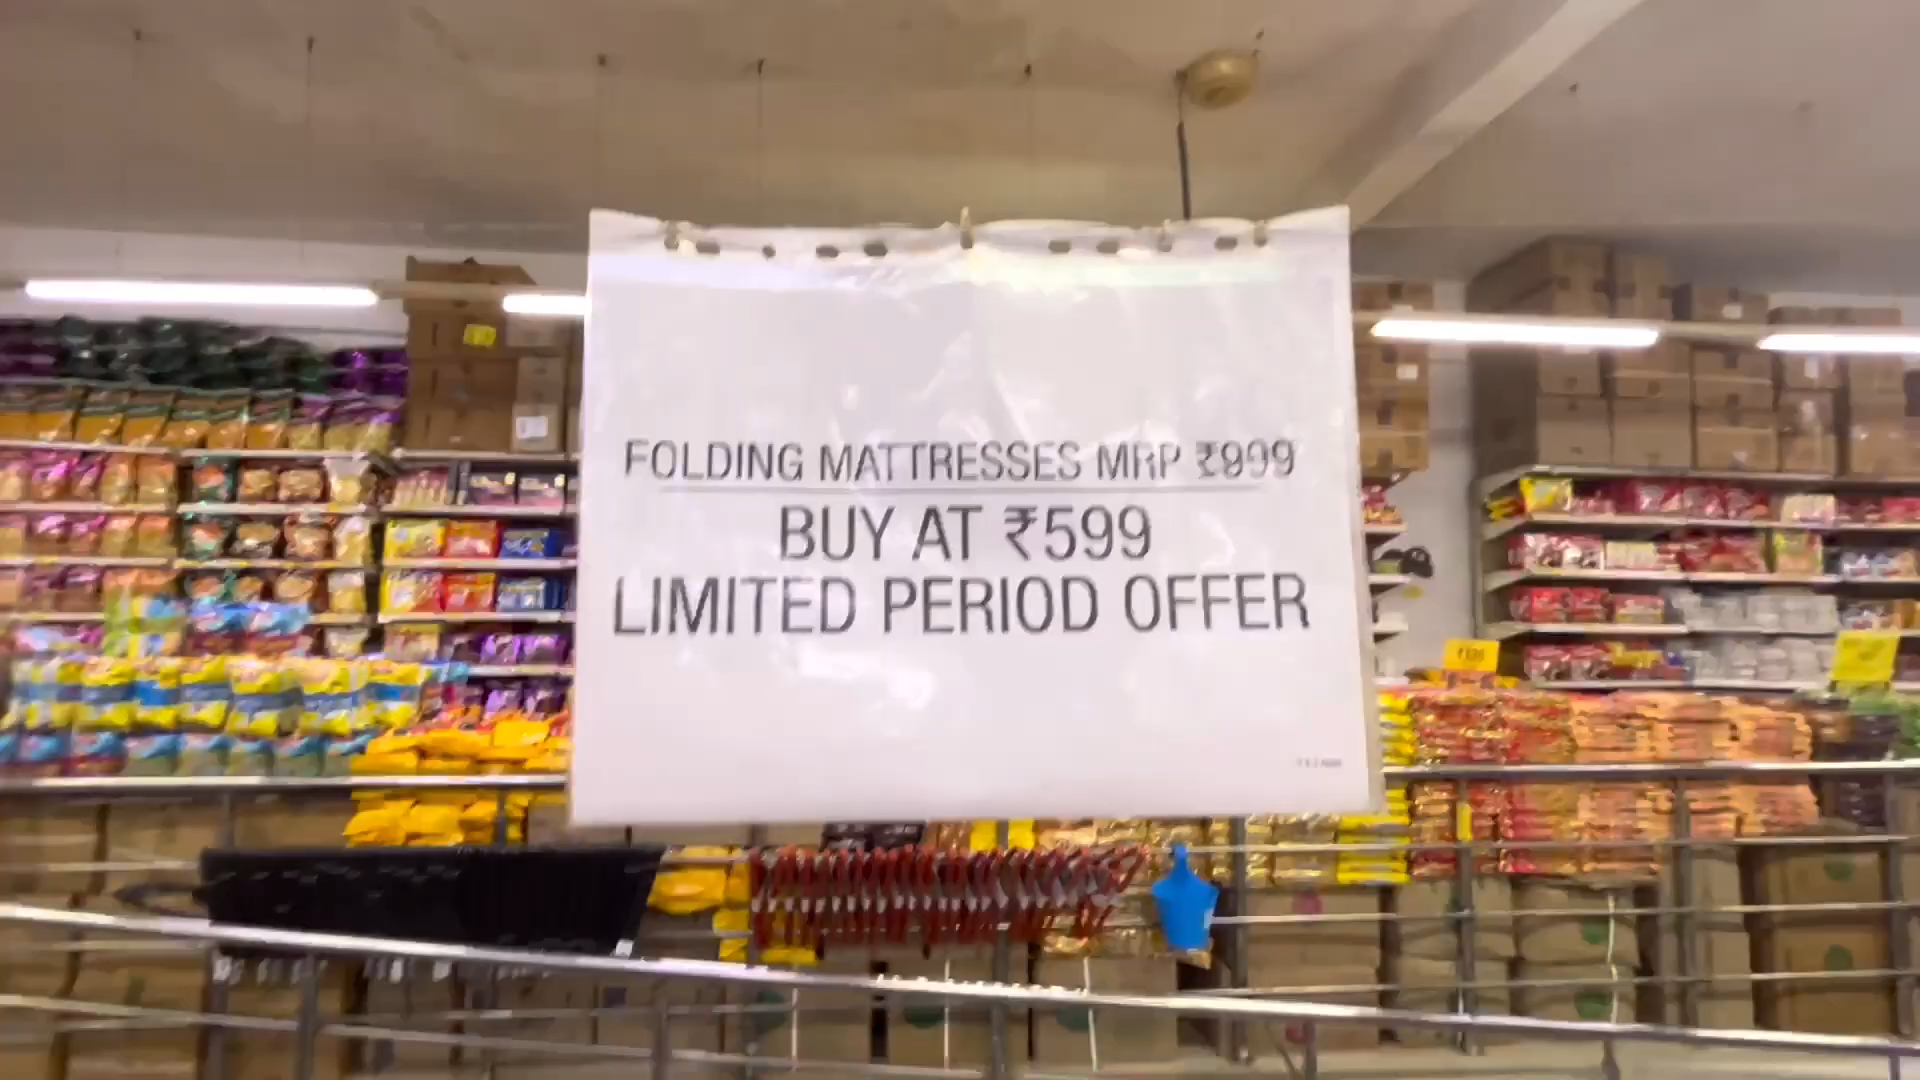 FOLDING MATTRESSES MRP ₹999
BUY AT ₹599
LIMITED PERIOD OFFER